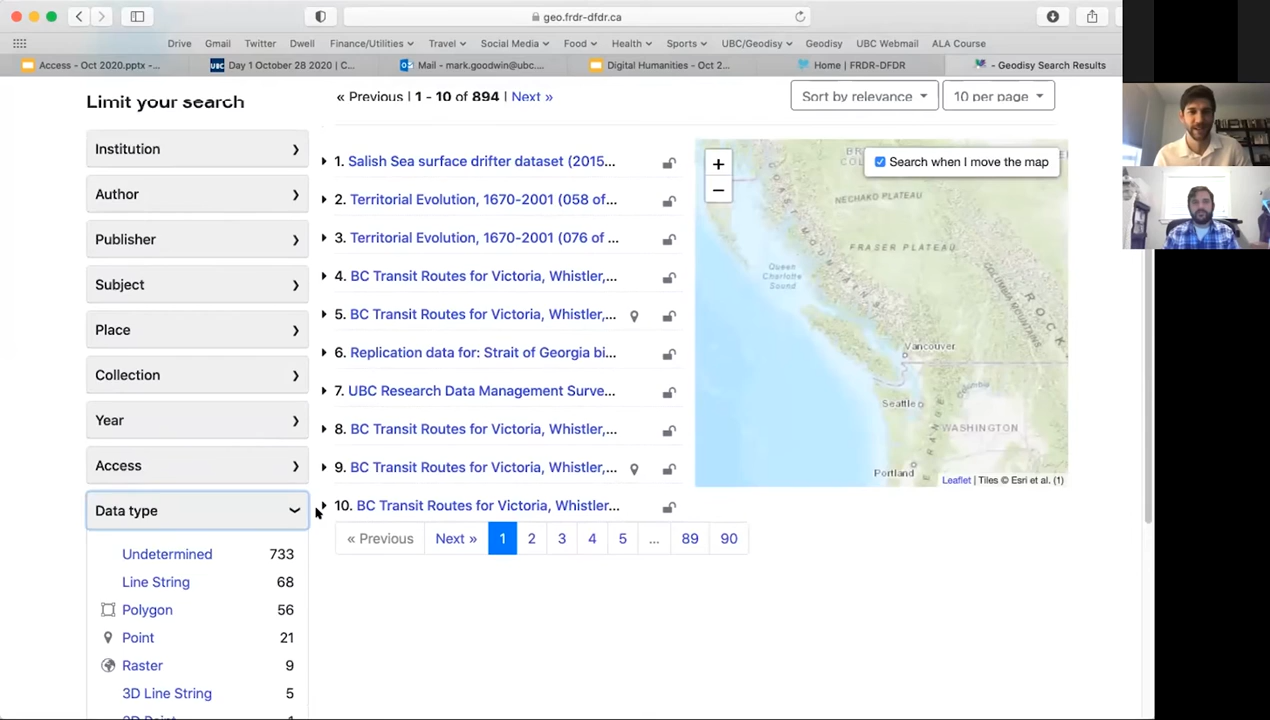 geo.frdr-dfdr.ca
Drive Gmail Twitter Dwell Finance/Utilities Travel Social Media Food Health Sports UBC/Geodisy Geodisy UBC Webmail ALA Course
Access - Oct 2020.pptx -... UBC Day 1 October 28 2020 | C... Mail - mark.goodwin@ubc.... Digital Humanities - Oct 2... Home | FRDR-DFDR - Geodisy Search Results
Limit your search
« Previous | 1 - 10 of 894 | Next »
Sort by relevance
10 per page
Institution
Author
Publisher
Subject
Place
Collection
Year
Access
Data type
Undetermined 733
Line String 68
Polygon 56
Point 21
Raster 9
3D Line String 5
3D Point 1
1. Salish Sea surface drifter dataset (2015...
2. Territorial Evolution, 1670-2001 (058 of...
3. Territorial Evolution, 1670-2001 (076 of ...
4. BC Transit Routes for Victoria, Whistler,...
5. BC Transit Routes for Victoria, Whistler,...
6. Replication data for: Strait of Georgia bi...
7. UBC Research Data Management Surve...
8. BC Transit Routes for Victoria, Whistler,...
9. BC Transit Routes for Victoria, Whistler,...
10. BC Transit Routes for Victoria, Whistler...
« Previous Next » 1 2 3 4 5 ... 89 90
+
−
Search when I move the map
NECHAKO PLATEAU
FRASER PLATEAU
Queen
Charlotte
Sound
COLUMBIA MOUNTAINS
ROCK
Vancouver
Seattle
WASHINGTON
Portland
Leaflet | Tiles © Esri et al. (1)